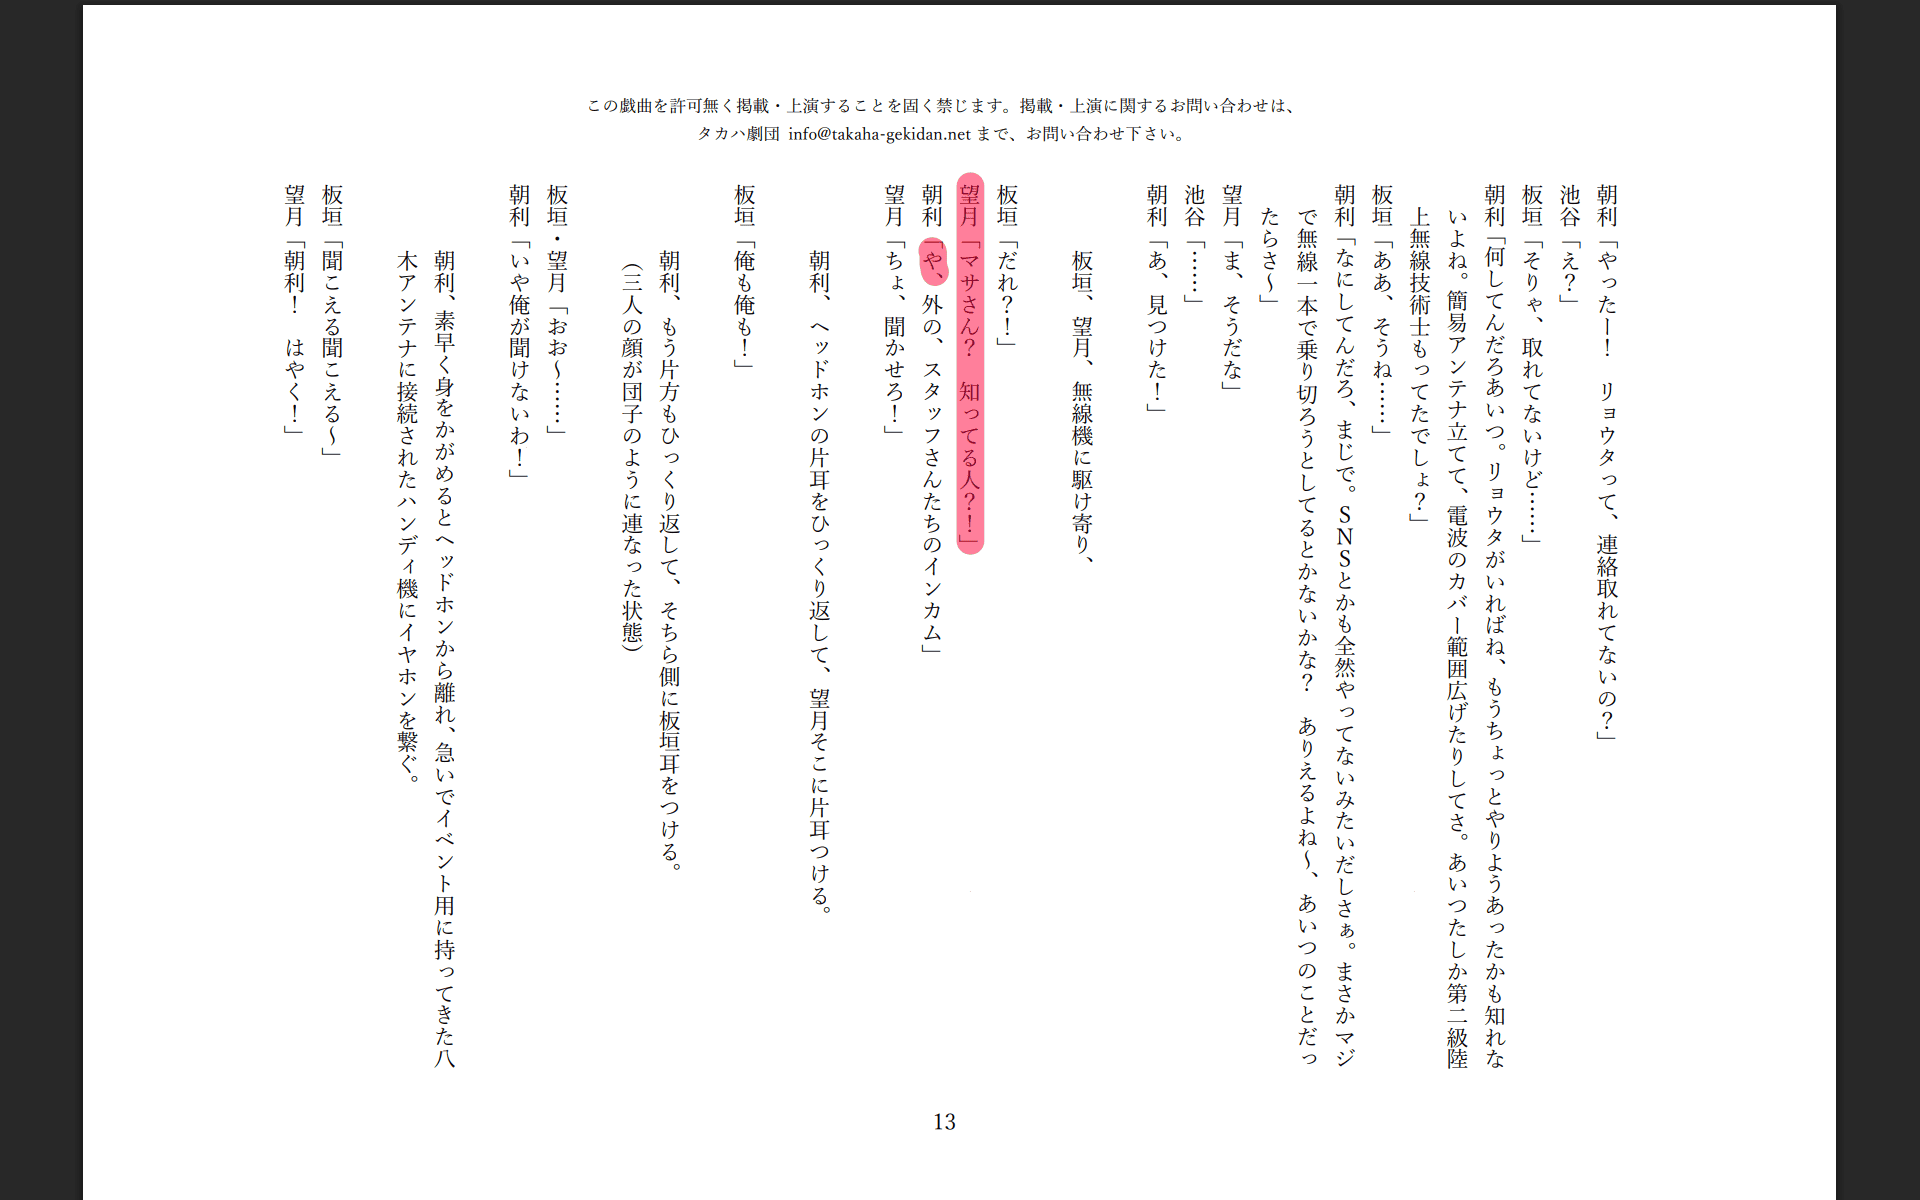 この戯曲を許可無く掲載・上演することを固く禁じます。掲載・上演に関するお問い合わせは、
タカハ劇団 info@takaha-gekidan.net まで、お問い合わせ下さい。
朝利「やったー！　リョウタって、連絡取れてないの？」
池谷「え？」
板垣「そりゃ、取れてないけど……」
朝利「何してんだろあいつ。リョウタがいればね、もうちょっとやりようあったかも知れな
いよね。簡易アンテナ立てて、電波のカバー範囲広げたりしてさ。あいつたしか第二級陸
上無線技術士もってたでしょ？」
板垣「ああ、そうね……」
朝利「なにしてんだろ、まじで。ＳＮＳとかも全然やってないみたいだしさぁ。まさかマジ
で無線一本で乗り切ろうとしてるとかないかな？　ありえるよね～、あいつのことだっ
たらさ～」
望月「ま、そうだな」
池谷「……」
朝利「あ、見つけた！」
板垣、望月、無線機に駆け寄り、
板垣「だれ？！」
望月「マサさん？　知ってる人？！」
朝利「や、外の、スタッフさんたちのインカム」
望月「ちょ、聞かせろ！」
朝利、ヘッドホンの片耳をひっくり返して、望月そこに片耳つける。
板垣「俺も俺も！」
朝利、もう片方もひっくり返して、そちら側に板垣耳をつける。
（三人の顔が団子のように連なった状態）
板垣・望月「おお～……」
朝利「いや俺が聞けないわ！」
朝利、素早く身をかがめるとヘッドホンから離れ、急いでイベント用に持ってきた八
木アンテナに接続されたハンディ機にイヤホンを繋ぐ。
板垣「聞こえる聞こえる～」
望月「朝利！　はやく！」
13